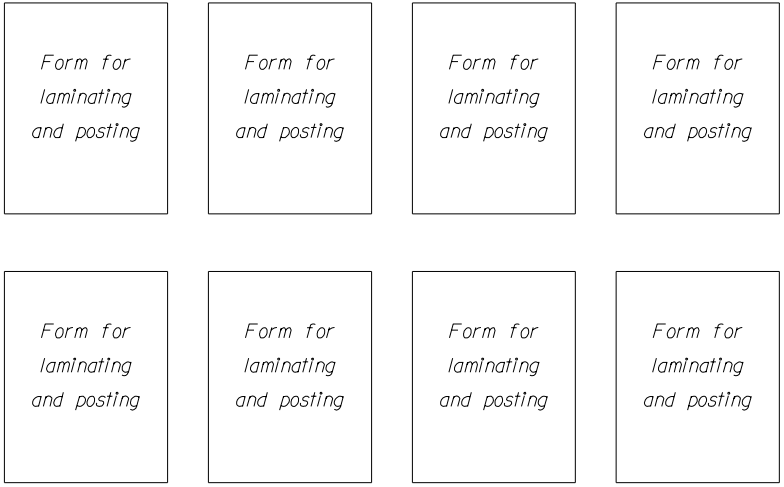 Form for
laminating
and posting
Form for
laminating
and posting
Form for
laminating
and posting
Form for
laminating
and posting
Form for
laminating
and posting
Form for
laminating
and posting
Form for
laminating
and posting
Form for
laminating
and posting